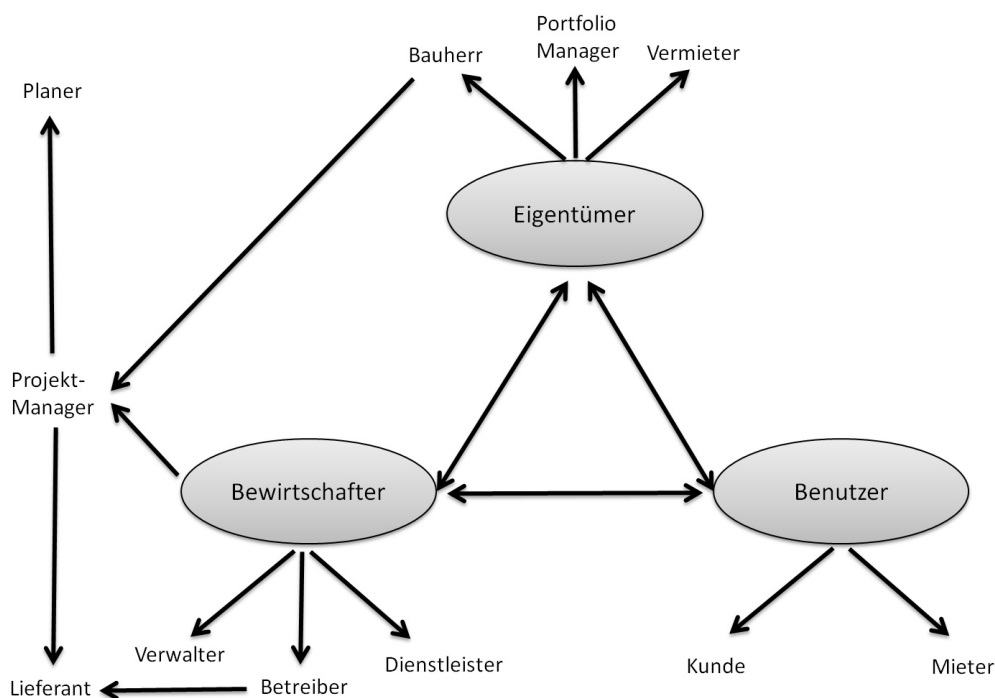 Portfolio
Manager
Bauherr
Vermieter
Planer
Eigentümer
Projekt-
Manager
Bewirtschafter
Benutzer
Verwalter
Dienstleister
Kunde
Mieter
Lieferant
Betreiber